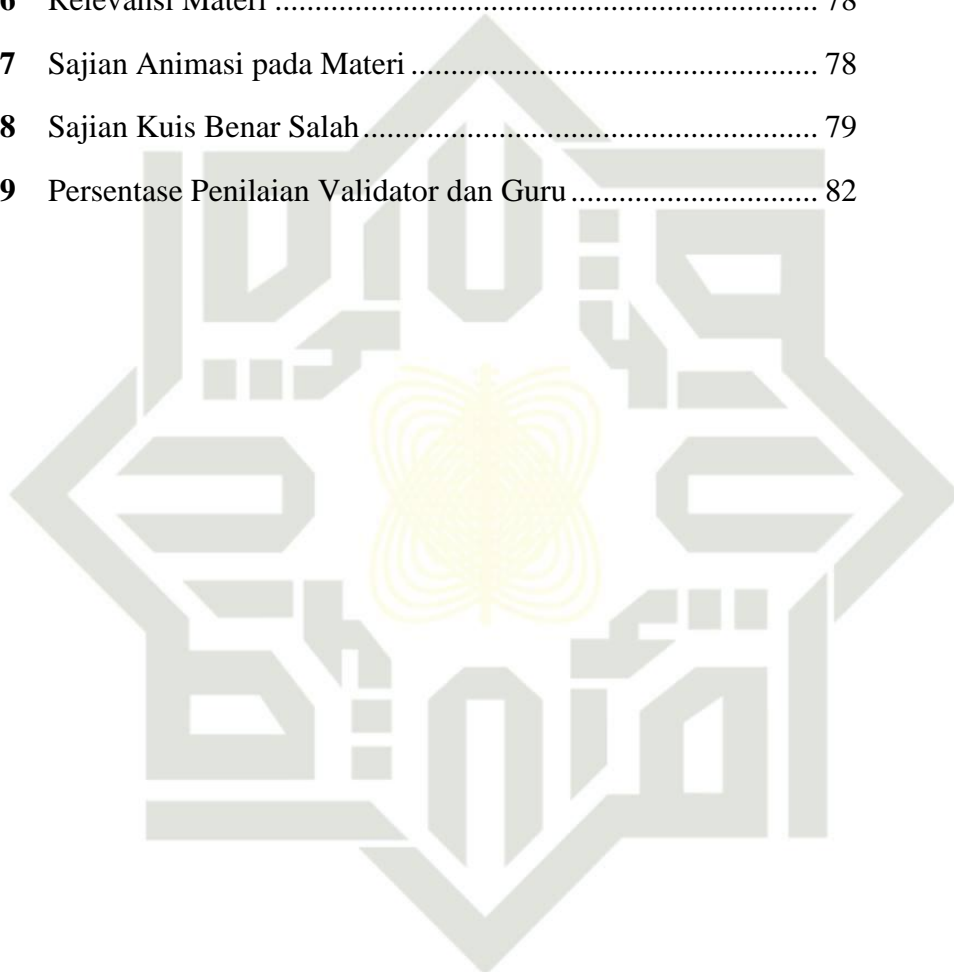 6 Relevansi Materi .................................................................... 78
7 Sajian Animasi pada Materi ................................................... 78
8 Sajian Kuis Benar Salah ......................................................... 79
9 Persentase Penilaian Validator dan Guru ............................... 82